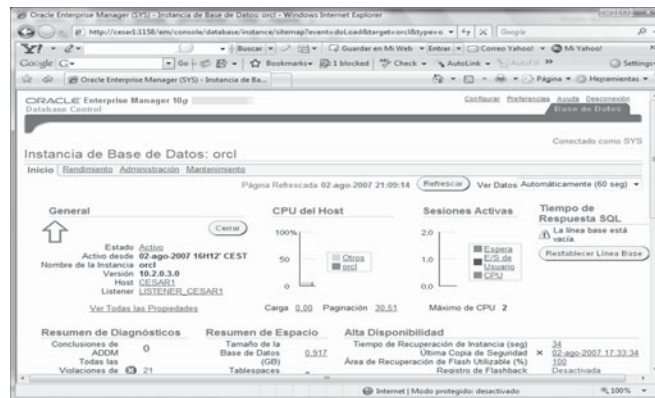 Oracle Enterprise Manager (SYS) - Instancia de Base de Datos: orcl - Windows Internet Explorer
http://cesar1:1158/em/console/database/instance/sitemap?event=doLoad&target=orcl&type=o Google
Y! Buscar Guardar en Mi Web Entrar Correo Yahoo! Mi Yahoo!
Google G Go Bookmarks 1 blocked Check AutoLink AutoFill Settings
Oracle Enterprise Manager (SYS) - Instancia de Ba... Página Herramientas
ORACLE Enterprise Manager 10g Configurar Preferencias Ayuda Desconexión
Database Control Base de Datos
Conectado como SYS
Instancia de Base de Datos: orcl
Inicio Rendimiento Administración Mantenimiento
Página Refrescada 02-ago-2007 21:09:14 Refrescar Ver Datos Automáticamente (60 seg)
General CPU del Host Sesiones Activas Tiempo de Respuesta SQL
Cerrar
100%
50
0
Otros
orcl
2.0
1.0
0.0
Espera
E/S de
Usuario
CPU
La línea base está
vacía.
Restablecer Línea Base
Estado Activo
Activo desde 02-ago-2007 16H12' CEST
Nombre de la Instancia orcl
Versión 10.2.0.3.0
Host CESAR1
Listener LISTENER_CESAR1
Ver Todas las Propiedades
Carga 0.00 Paginación 30.51
Máximo de CPU 2
Resumen de Diagnósticos Resumen de Espacio Alta Disponibilidad
Conclusiones de
ADDM 0
Todas las
Violaciones de 21
Tamaño de la
Base de Datos 0.917
(GB)
Tablespaces
Tiempo de Recuperación de Instancia (seg) 34
Última Copia de Seguridad 02-ago-2007 17:33:34
Área de Recuperación de Flash Utilizable (%) 100
Registro de Flashback Desactivada
Internet | Modo protegido: desactivado 100%